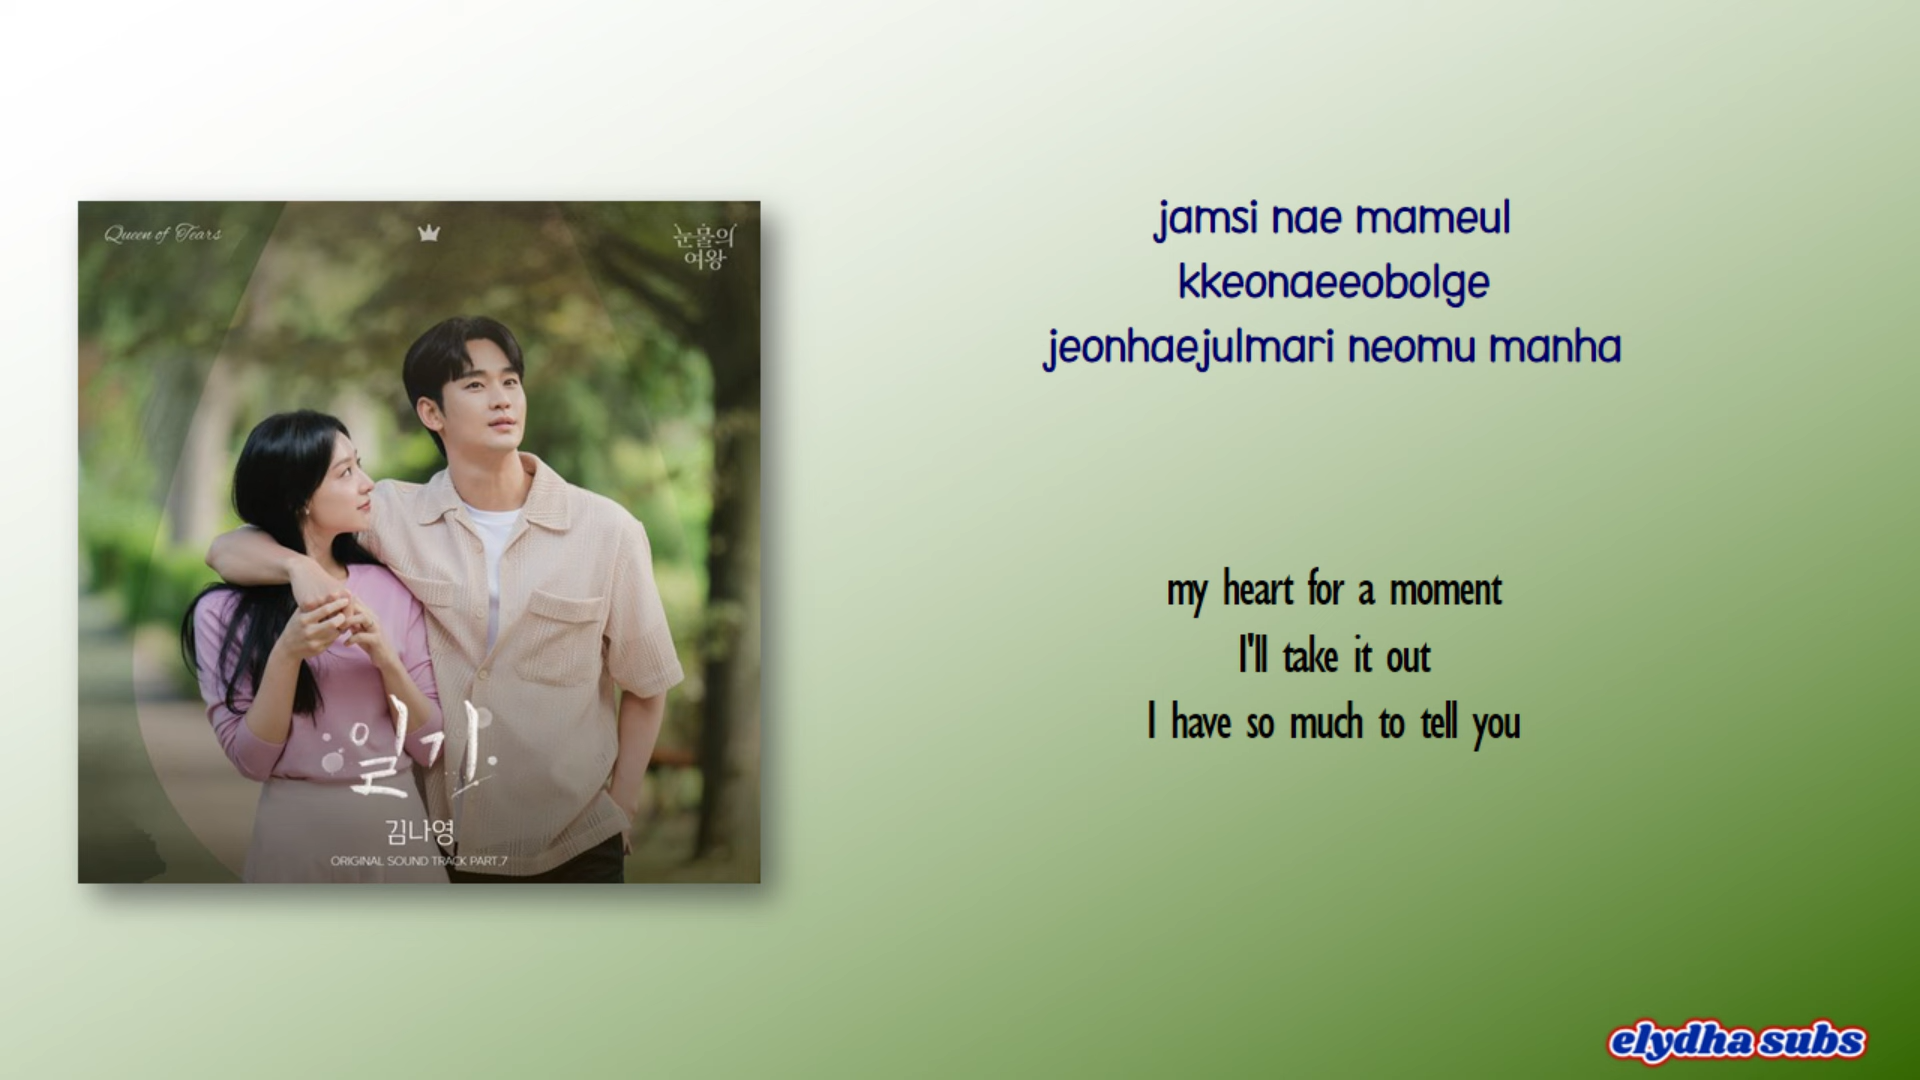 Queen of Tears
눈물의
여왕
일기
김나영
ORIGINAL SOUND TRACK PART.7
jamsi nae mameul
kkeonaeeobolge
jeonhaejulmari neomu manha
my heart for a moment
I'll take it out
I have so much to tell you
elydha subs